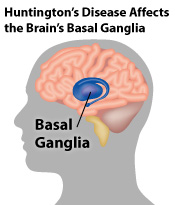 Huntington's Disease Affects
the Brain's Basal Ganglia
Basal
Ganglia